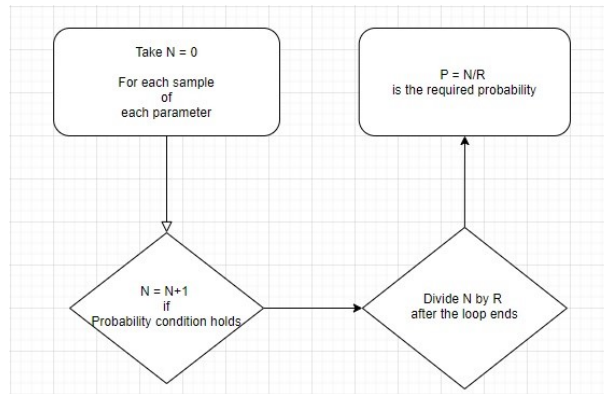 Take N = 0
For each sample
of
each parameter
N = N+1
if
Probability condition holds
Divide N by R
after the loop ends
P = N/R
is the required probability